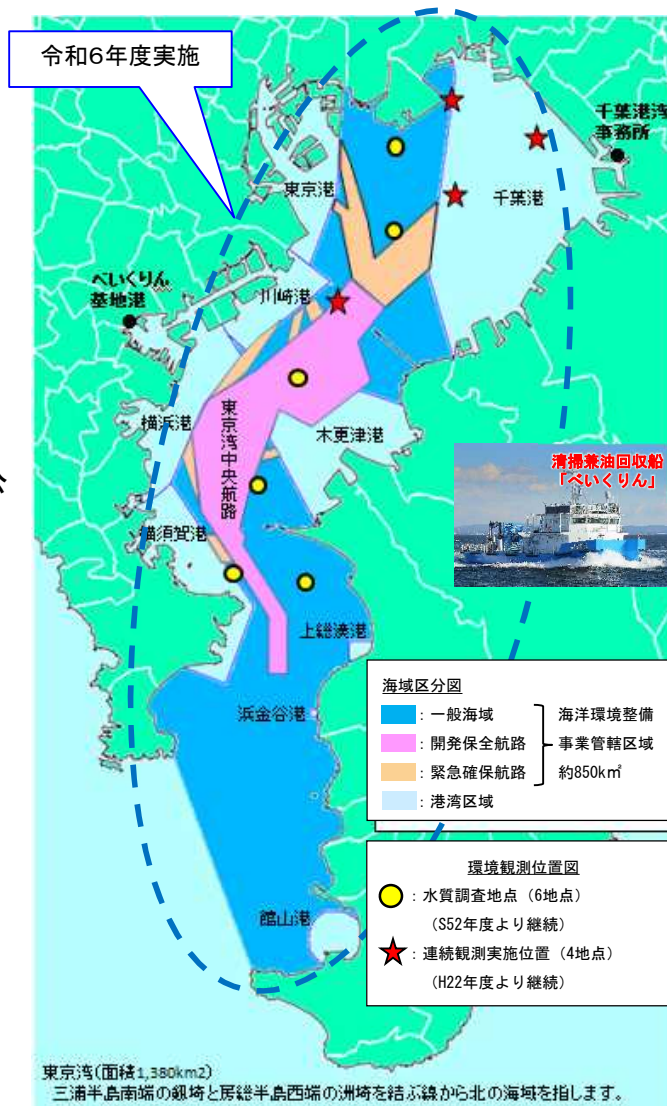 令和6年度実施
千葉港湾
事務所
東京港
千葉港
べいくりん
基地港
川崎港
横浜港
木更津港
東京湾中央航路
清掃兼油回収船
「べいくりん」
横須賀港
上総湊港
浜金谷港
海域区分図
：一般海域
：開発保全航路
：緊急確保航路
：港湾区域
海洋環境整備
事業管轄区域
約850k㎡
環境観測位置図
：水質調査地点（6地点）
（S52年度より継続）
：連続観測実施位置（4地点）
（H22年度より継続）
館山港
東京湾(面積1,380km2)
三浦半島南端の剱埼と房総半島西端の洲埼を結ぶ線から北の海域を指します。